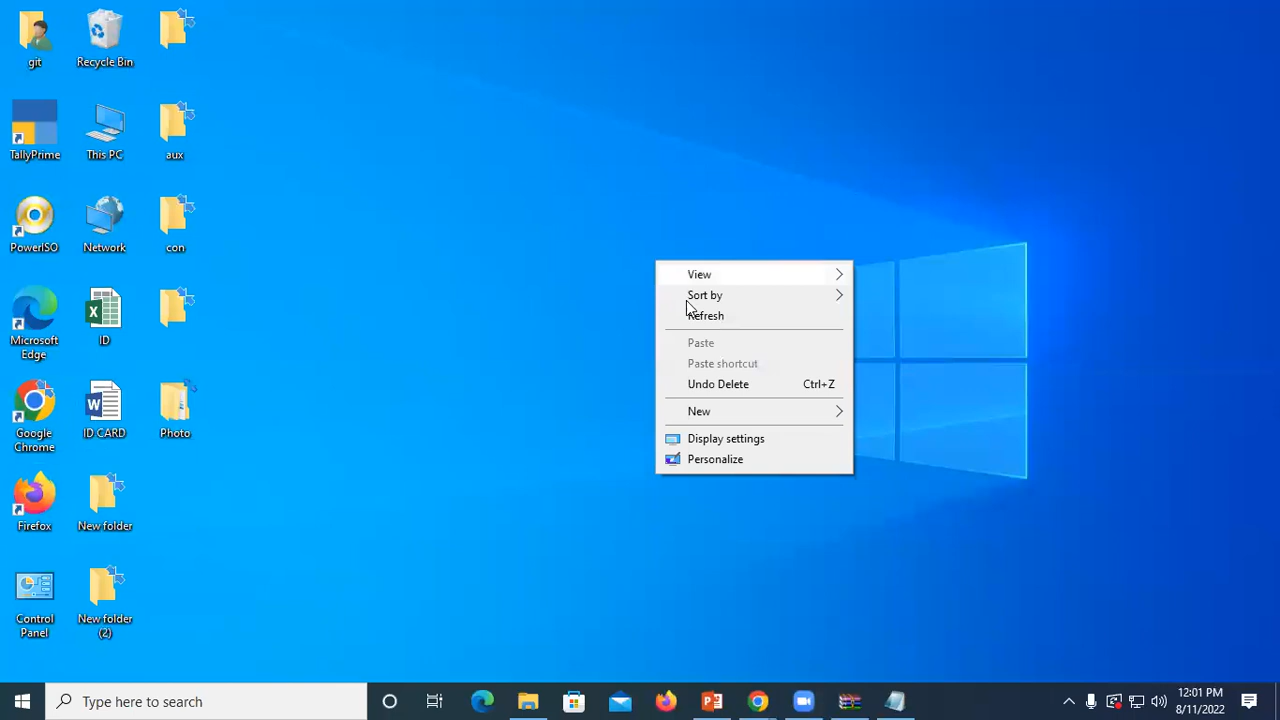 git
Recycle Bin
TallyPrime
This PC
aux
PowerISO
Network
con
Microsoft
Edge
ID
Google
Chrome
ID CARD
Photo
Firefox
New folder
Control
Panel
New folder
(2)
View
Sort by
Refresh
Paste
Paste shortcut
Undo Delete Ctrl+Z
New
Display settings
Personalize
Type here to search
12:01 PM
8/11/2022